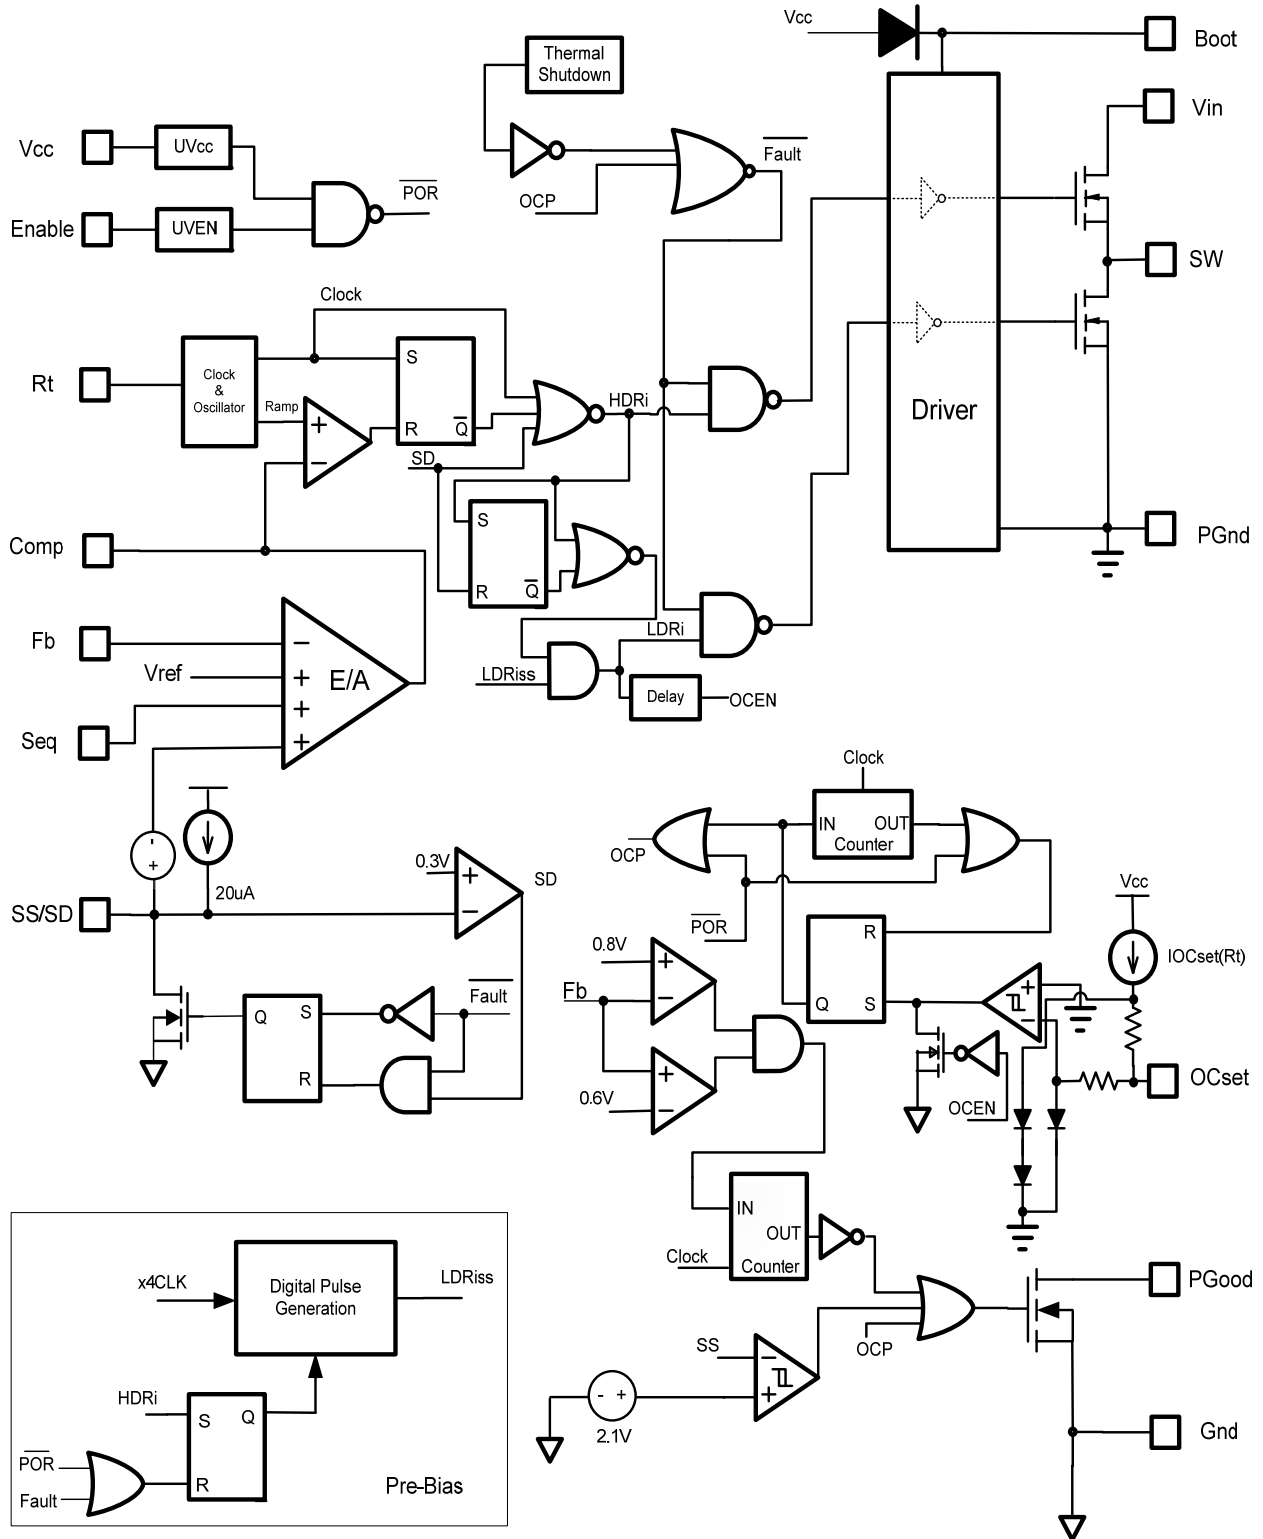 Vcc
Boot
Thermal
Shutdown
Vin
Vcc
UVcc
Fault
POR
OCP
Enable
UVEN
SW
Clock
Rt
Clock
&
Oscillator
Ramp
S
R
Q
HDRi
Driver
SD
S
R
Q
Comp
PGnd
Fb
Vref
E/A
LDRi
LDRiss
Delay
OCEN
Seq
-
+
20uA
Clock
IN
OUT
Counter
OCP
0.3V
+
−
SD
SS/SD
POR
R
Q
S
Vcc
IOCset(Rt)
0.8V
Fb
0.6V
Fault
Q
S
R
OCset
OCEN
IN
OUT
Counter
Clock
x4CLK
Digital Pulse
Generation
LDRiss
PGood
SS
OCP
- +
2.1V
HDRi
S
Q
R
POR
Fault
Pre-Bias
Gnd